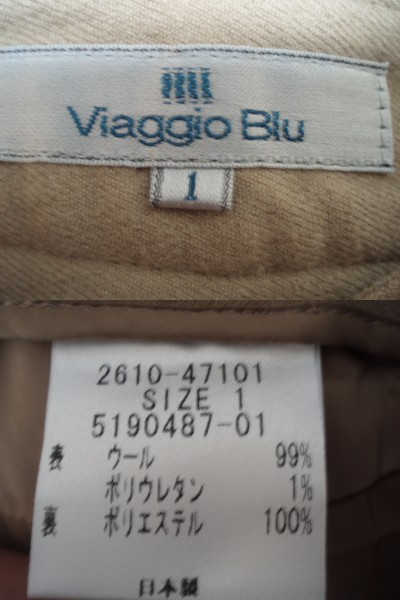 Viaggio Blu
1
2610-47101
SIZE 1
5190487-01
表 ウール 99%
ポリウレタン 1%
裏 ポリエステル 100%
日本製